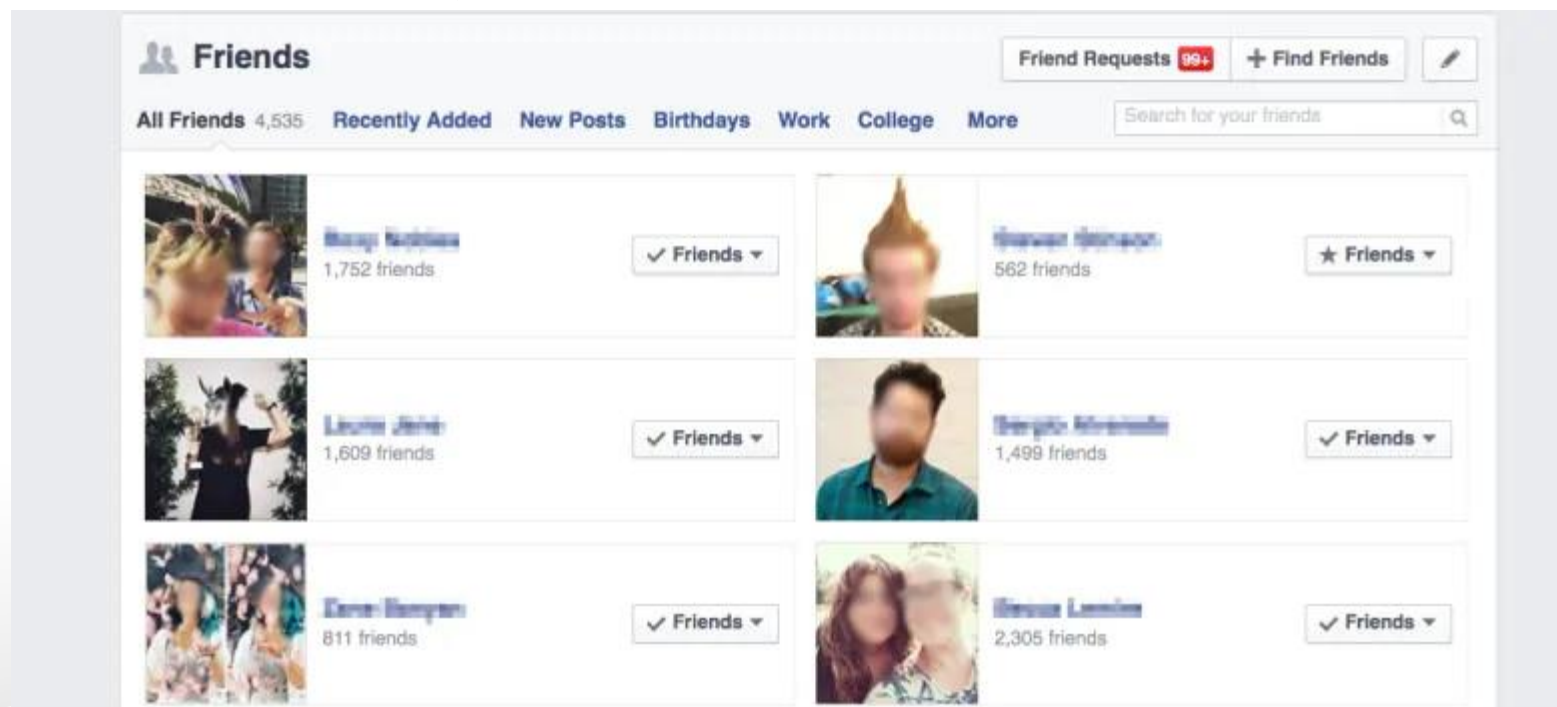 Friends
Friend Requests 99+ Find Friends
All Friends 4,535 Recently Added New Posts Birthdays Work College More Search for your friends
1,752 friends
Friends
562 friends
Friends
1,609 friends
Friends
1,499 friends
Friends
811 friends
Friends
2,305 friends
Friends